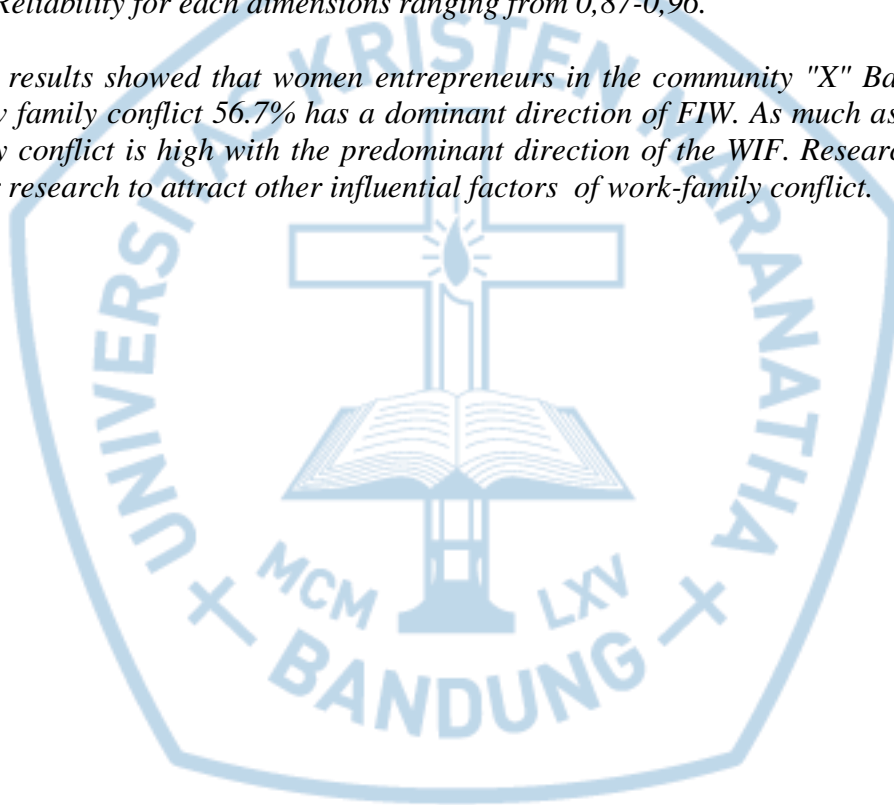 Reliability for each dimensions ranging from 0,87-0,96.
results showed that women entrepreneurs in the community "X" Ba
family conflict 56.7% has a dominant direction of FIW. As much as
conflict is high with the predominant direction of the WIF. Resear
research to attract other influential factors of work-family conflict.
UNIVERSITAS KRISTEN MARANATHA
MCM LXV
BANDUNG